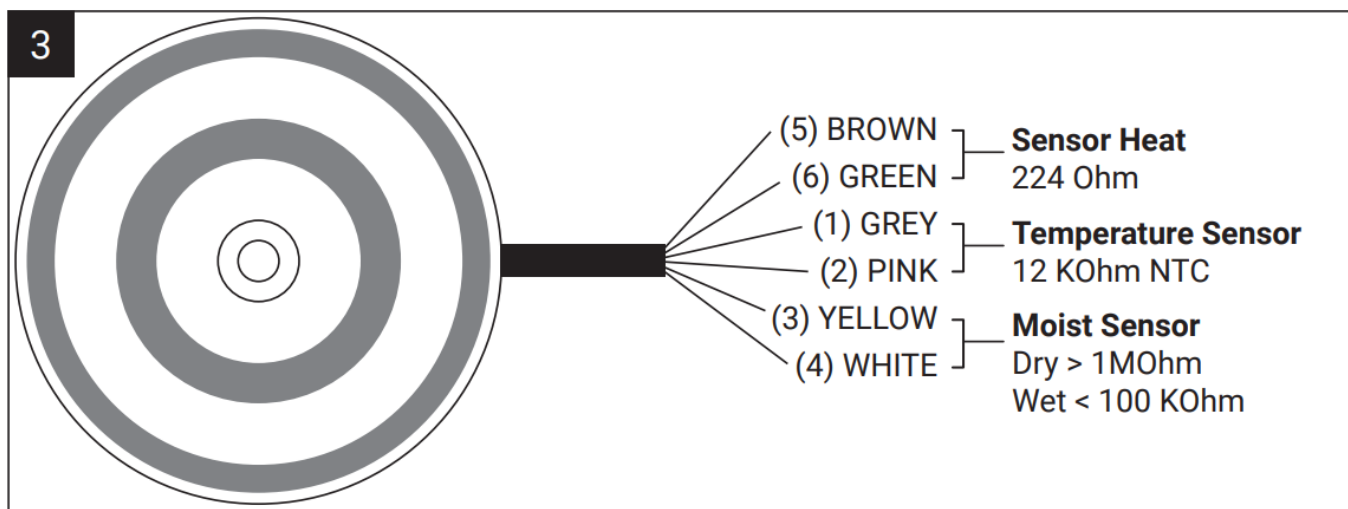 3
(5) BROWN
(6) GREEN
Sensor Heat
224 Ohm
(1) GREY
(2) PINK
Temperature Sensor
12 KOhm NTC
(3) YELLOW
(4) WHITE
Moist Sensor
Dry > 1MOhm
Wet < 100 KOhm